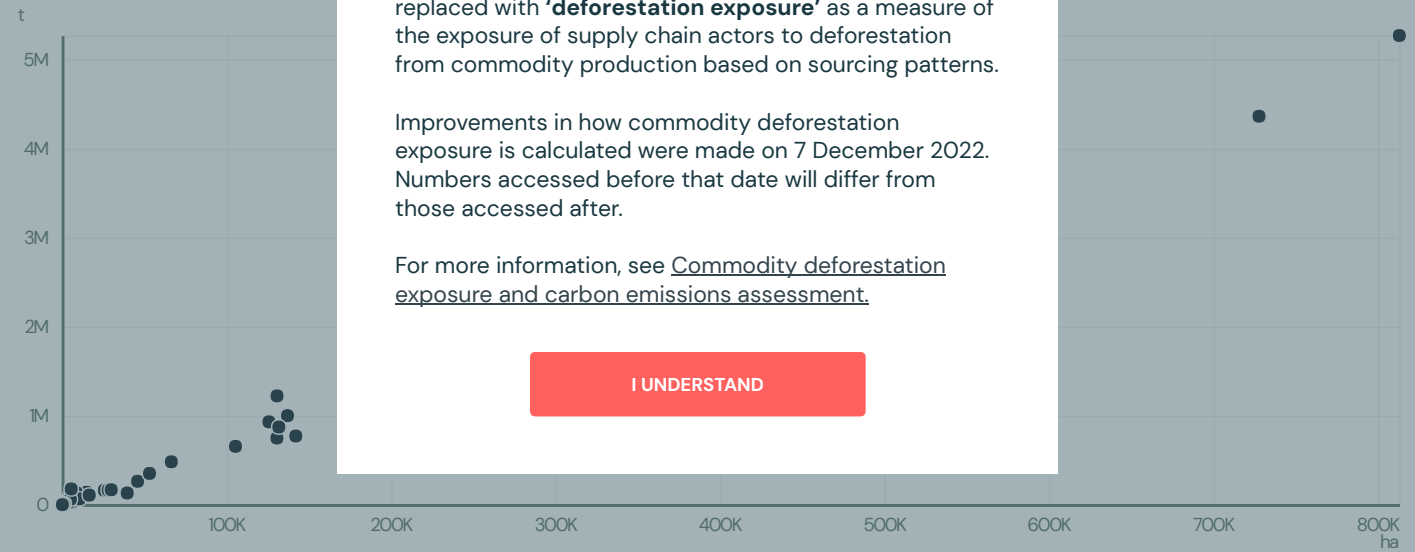 t
replaced with ‘deforestation exposure’ as a measure of
the exposure of supply chain actors to deforestation
from commodity production based on sourcing patterns.
Improvements in how commodity deforestation
exposure is calculated were made on 7 December 2022.
Numbers accessed before that date will differ from
those accessed after.
For more information, see Commodity deforestation
exposure and carbon emissions assessment.
I UNDERSTAND
5M
4M
3M
2M
1M
0
100K 200K 300K 400K 500K 600K 700K 800K
ha